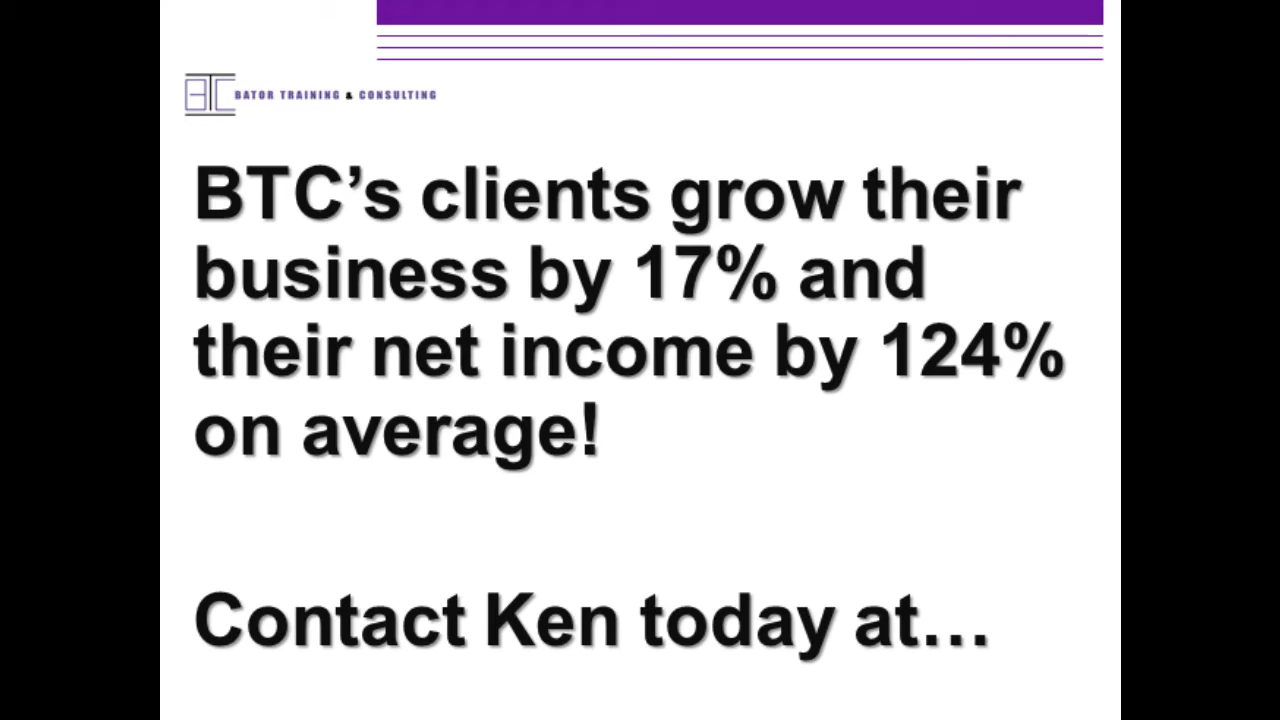 BTC
BATOR TRAINING & CONSULTING
BTC’s clients grow their
business by 17% and
their net income by 124%
on average!
Contact Ken today at…